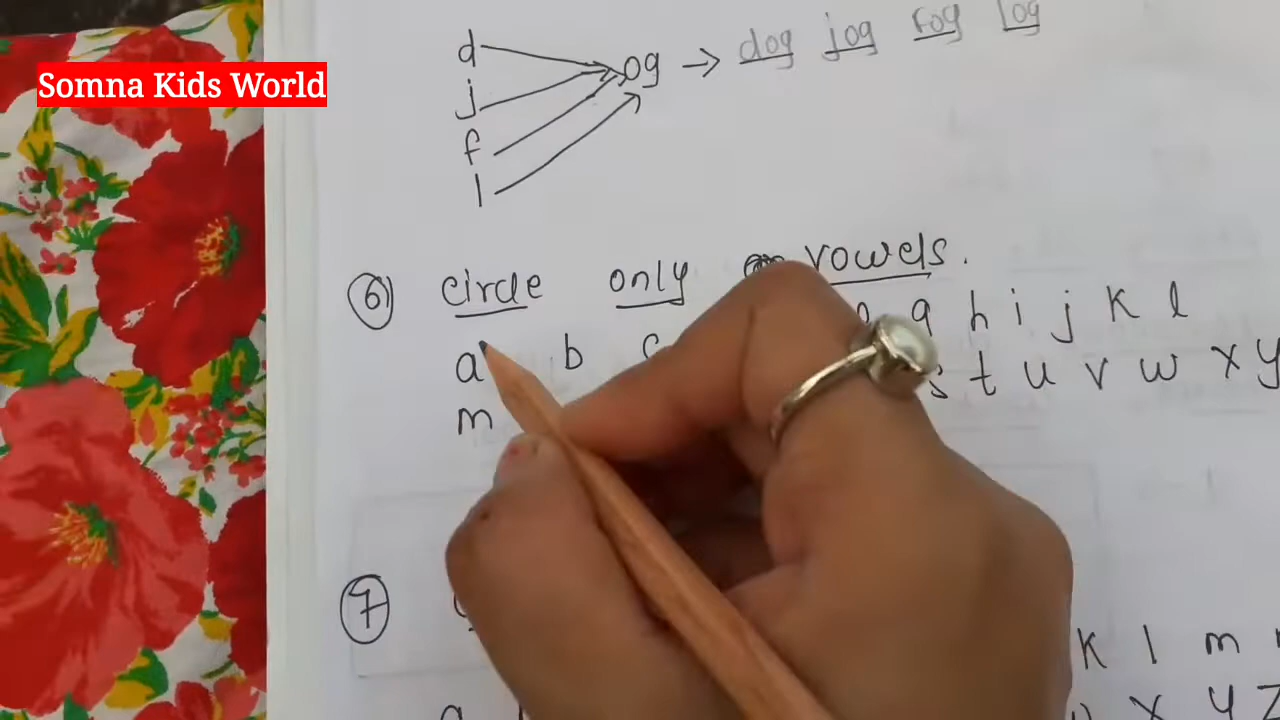 Somna Kids World
d
j
f
l
og → dog jog fog log
6 circle only vowels.
a b c g h i j k l
m s t u v w x y
7
k l m
x y z